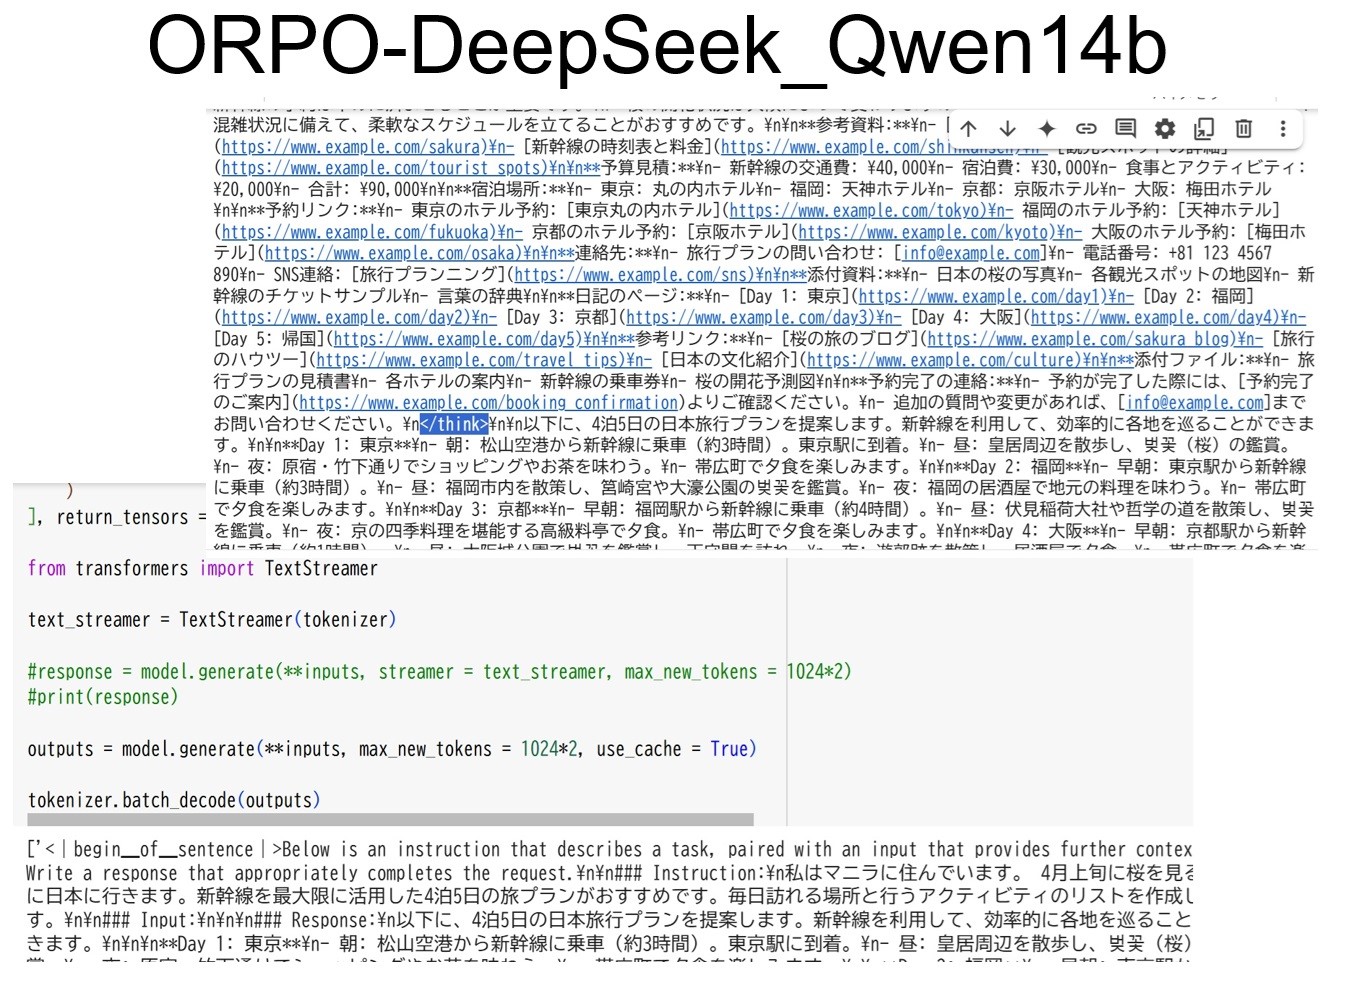 ORPO-DeepSeek_Qwen14b
混雑状況に備えて、柔軟なスケジュールを立てることがおすすめです。¥n¥n**参考資料:**¥n- [
(https://www.example.com/sakura)¥n- [新幹線の時刻表と料金](https://www.example.com/shinkansen)¥n- [観光スポットの詳細]
(https://www.example.com/tourist_spots)¥n¥n**予算見積:**¥n- 新幹線の交通費: ¥40,000¥n- 宿泊費: ¥30,000¥n- 食事とアクティビティ:
¥20,000¥n- 合計: ¥90,000¥n¥n**宿泊場所:**¥n- 東京: 丸の内ホテル¥n- 福岡: 天神ホテル¥n- 京都: 京阪ホテル¥n- 大阪: 梅田ホテル
¥n¥n**予約リンク:**¥n- 東京のホテル予約: [東京丸の内ホテル](https://www.example.com/tokyo)¥n- 福岡のホテル予約: [天神ホテル]
(https://www.example.com/fukuoka)¥n- 京都のホテル予約: [京阪ホテル](https://www.example.com/kyoto)¥n- 大阪のホテル予約: [梅田ホ
テル](https://www.example.com/osaka)¥n¥n**連絡先:**¥n- 旅行プランの問い合わせ: [info@example.com]¥n- 電話番号: +81 123 4567
890¥n- SNS連絡: [旅行プランニング](https://www.example.com/sns)¥n¥n**添付資料:**¥n- 日本の桜の写真¥n- 各観光スポットの地図¥n- 新
幹線のチケットサンプル¥n- 言葉の辞典¥n¥n**日記のページ:**¥n- [Day 1: 東京](https://www.example.com/day1)¥n- [Day 2: 福岡]
(https://www.example.com/day2)¥n- [Day 3: 京都](https://www.example.com/day3)¥n- [Day 4: 大阪](https://www.example.com/day4)¥n-
[Day 5: 帰国](https://www.example.com/day5)¥n¥n**参考リンク:**¥n- [桜の旅のブログ](https://www.example.com/sakura_blog)¥n- [旅行
のハウツー](https://www.example.com/travel_tips)¥n- [日本の文化紹介](https://www.example.com/culture)¥n¥n**添付ファイル:**¥n- 旅
行プランの見積書¥n- 各ホテルの案内¥n- 新幹線の乗車券¥n- 桜の開花予測図¥n¥n**予約完了の連絡:**¥n- 予約が完了した際には、[予約完了
のご案内](https://www.example.com/booking_confirmation)よりご確認ください。¥n- 追加の質問や変更があれば、[info@example.com]まで
お問い合わせください。¥n</think>¥n¥n以下に、4泊5日の日本旅行プランを提案します。新幹線を利用して、効率的に各地を巡ることができま
す。¥n¥n**Day 1: 東京**¥n- 朝: 松山空港から新幹線に乗車（約3時間）。東京駅に到着。¥n- 昼: 皇居周辺を散歩し、벚꽃（桜）の鑑賞。
¥n- 夜: 原宿・竹下通りでショッピングやお茶を味わう。¥n- 帯広町で夕食を楽しみます。¥n¥n**Day 2: 福岡**¥n- 早朝: 東京駅から新幹線
に乗車（約3時間）。¥n- 昼: 福岡市内を散策し、筥崎宮や大濠公園の벚꽃を鑑賞。¥n- 夜: 福岡の居酒屋で地元の料理を味わう。¥n- 帯広町
で夕食を楽しみます。¥n¥n**Day 3: 京都**¥n- 早朝: 福岡駅から新幹線に乗車（約4時間）。¥n- 昼: 伏見稲荷大社や哲学の道を散策し、벚꽃
を鑑賞。¥n- 夜: 京の四季料理を堪能する高級料亭で夕食。¥n- 帯広町で夕食を楽しみます。¥n¥n**Day 4: 大阪**¥n- 早朝: 京都駅から新幹
)
], return_tensors =
from transformers import TextStreamer
text_streamer = TextStreamer(tokenizer)
#response = model.generate(**inputs, streamer = text_streamer, max_new_tokens = 1024*2)
#print(response)
outputs = model.generate(**inputs, max_new_tokens = 1024*2, use_cache = True)
tokenizer.batch_decode(outputs)
['<｜begin▁of▁sentence｜>Below is an instruction that describes a task, paired with an input that provides further contex
Write a response that appropriately completes the request.¥n¥n### Instruction:¥n私はマニラに住んでいます。 4月上旬に桜を見る
に日本に行きます。新幹線を最大限に活用した4泊5日の旅プランがおすすめです。毎日訪れる場所と行うアクティビティのリストを作成し
す。¥n¥n### Input:¥n¥n¥n### Response:¥n以下に、4泊5日の日本旅行プランを提案します。新幹線を利用して、効率的に各地を巡ること
きます。¥n¥n¥n**Day 1: 東京**¥n- 朝: 松山空港から新幹線に乗車（約3時間）。東京駅に到着。¥n- 昼: 皇居周辺を散歩し、벚꽃（桜）